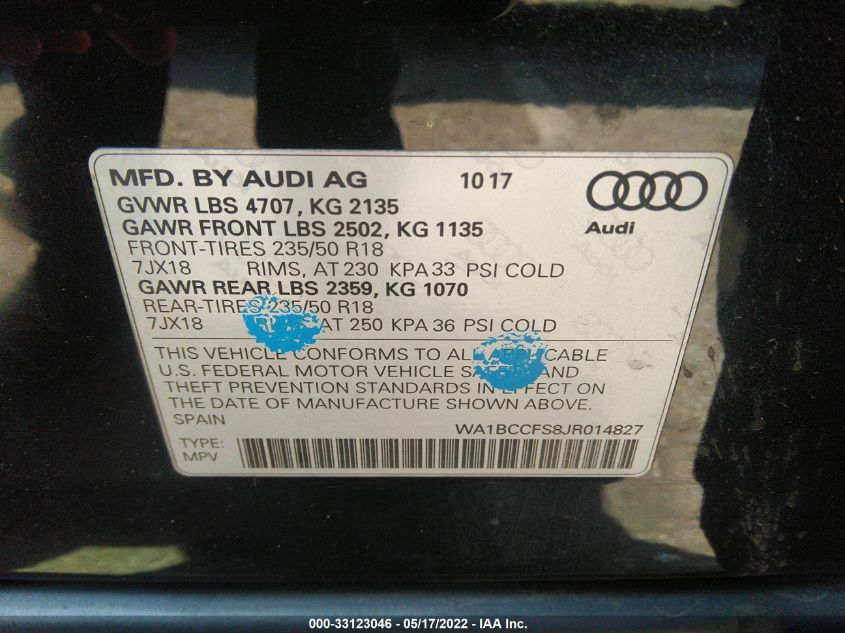 MFD. BY AUDI AG 10 17
GVWR LBS 4707, KG 2135
GAWR FRONT LBS 2502, KG 1135
Audi
FRONT-TIRES 235/50 R18
7JX18 RIMS, AT 230 KPA 33 PSI COLD
GAWR REAR LBS 2359, KG 1070
REAR-TIRES 235/50 R18
7JX18 RIMS, AT 250 KPA 36 PSI COLD
THIS VEHICLE CONFORMS TO ALL APPLICABLE
U.S. FEDERAL MOTOR VEHICLE SAFETY AND
THEFT PREVENTION STANDARDS IN EFFECT ON
THE DATE OF MANUFACTURE SHOWN ABOVE.
SPAIN WA1BCCFS8JR014827
TYPE:
MPV
000-33123046 - 05/17/2022 - IAA Inc.